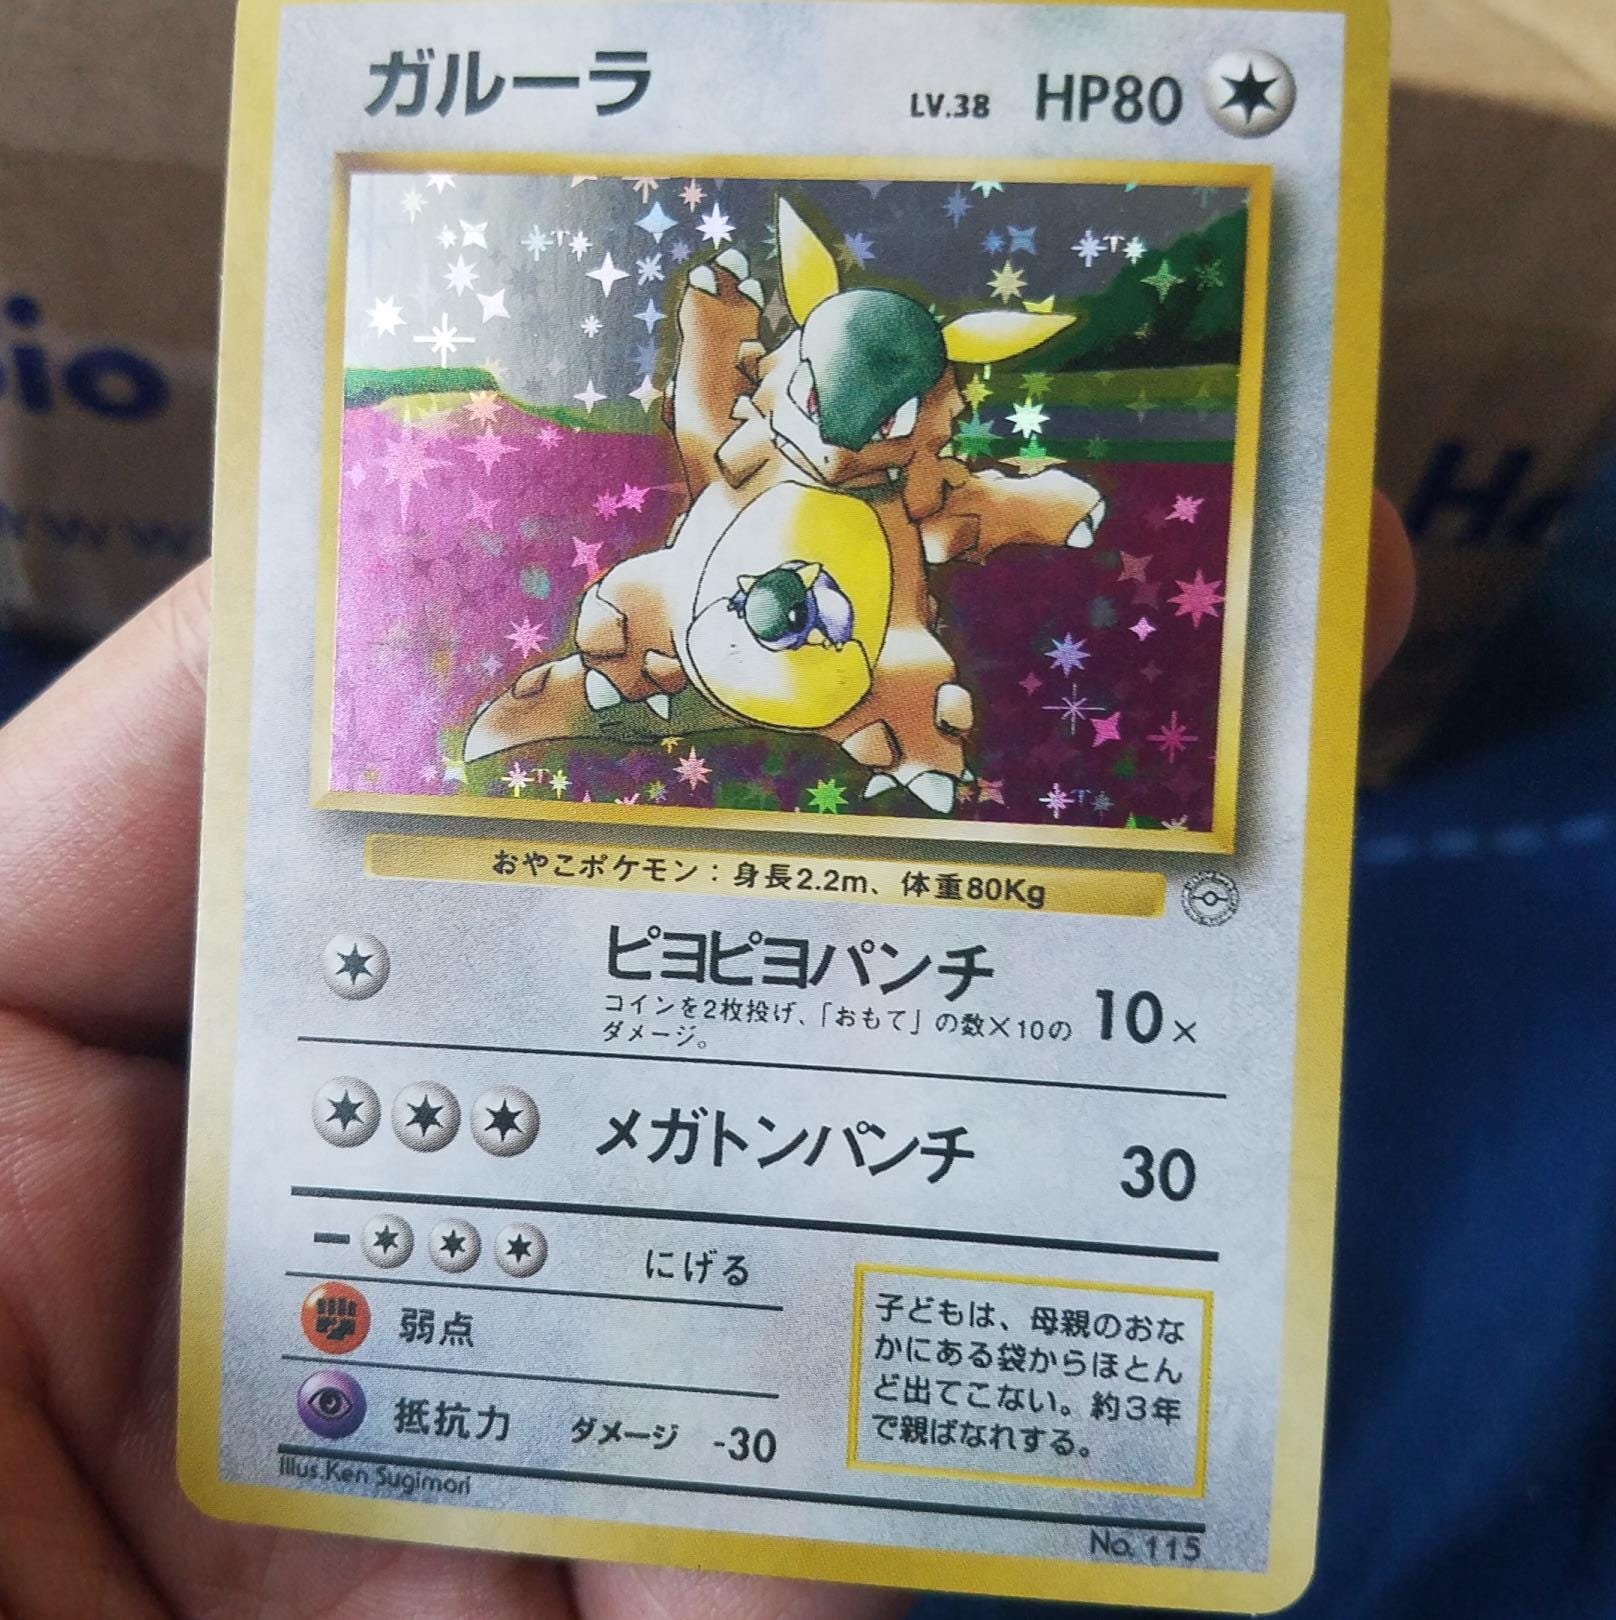 ガルーラ LV.38 HP80
おやこポケモン：身長2.2m、体重80Kg
ピヨピヨパンチ 10×
コインを2枚投げ、「おもて」の数×10の
ダメージ。
メガトンパンチ 30
ー にげる
弱点
抵抗力 ダメージ -30
子どもは、母親のおな
かにある袋からほとん
ど出てこない。約3年
で親ばなれする。
Illus.Ken Sugimori
No. 115
io
www
H